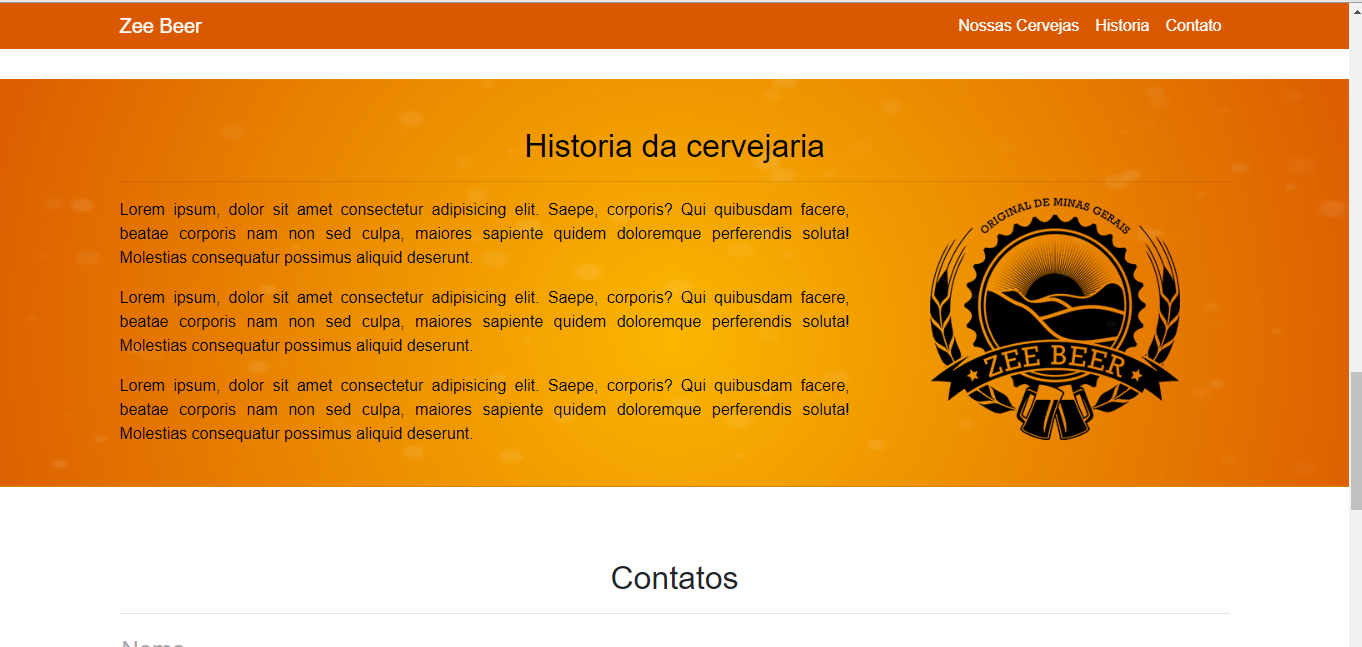 Zee Beer
Nossas Cervejas Historia Contato
Historia da cervejaria
Lorem ipsum, dolor sit amet consectetur adipisicing elit. Saepe, corporis? Qui quibusdam facere,
beatae corporis nam non sed culpa, maiores sapiente quidem doloremque perferendis soluta!
Molestias consequatur possimus aliquid deserunt.
Lorem ipsum, dolor sit amet consectetur adipisicing elit. Saepe, corporis? Qui quibusdam facere,
beatae corporis nam non sed culpa, maiores sapiente quidem doloremque perferendis soluta!
Molestias consequatur possimus aliquid deserunt.
Lorem ipsum, dolor sit amet consectetur adipisicing elit. Saepe, corporis? Qui quibusdam facere,
beatae corporis nam non sed culpa, maiores sapiente quidem doloremque perferendis soluta!
Molestias consequatur possimus aliquid deserunt.
ORIGINAL DE MINAS GERAIS
ZEE BEER
Contatos